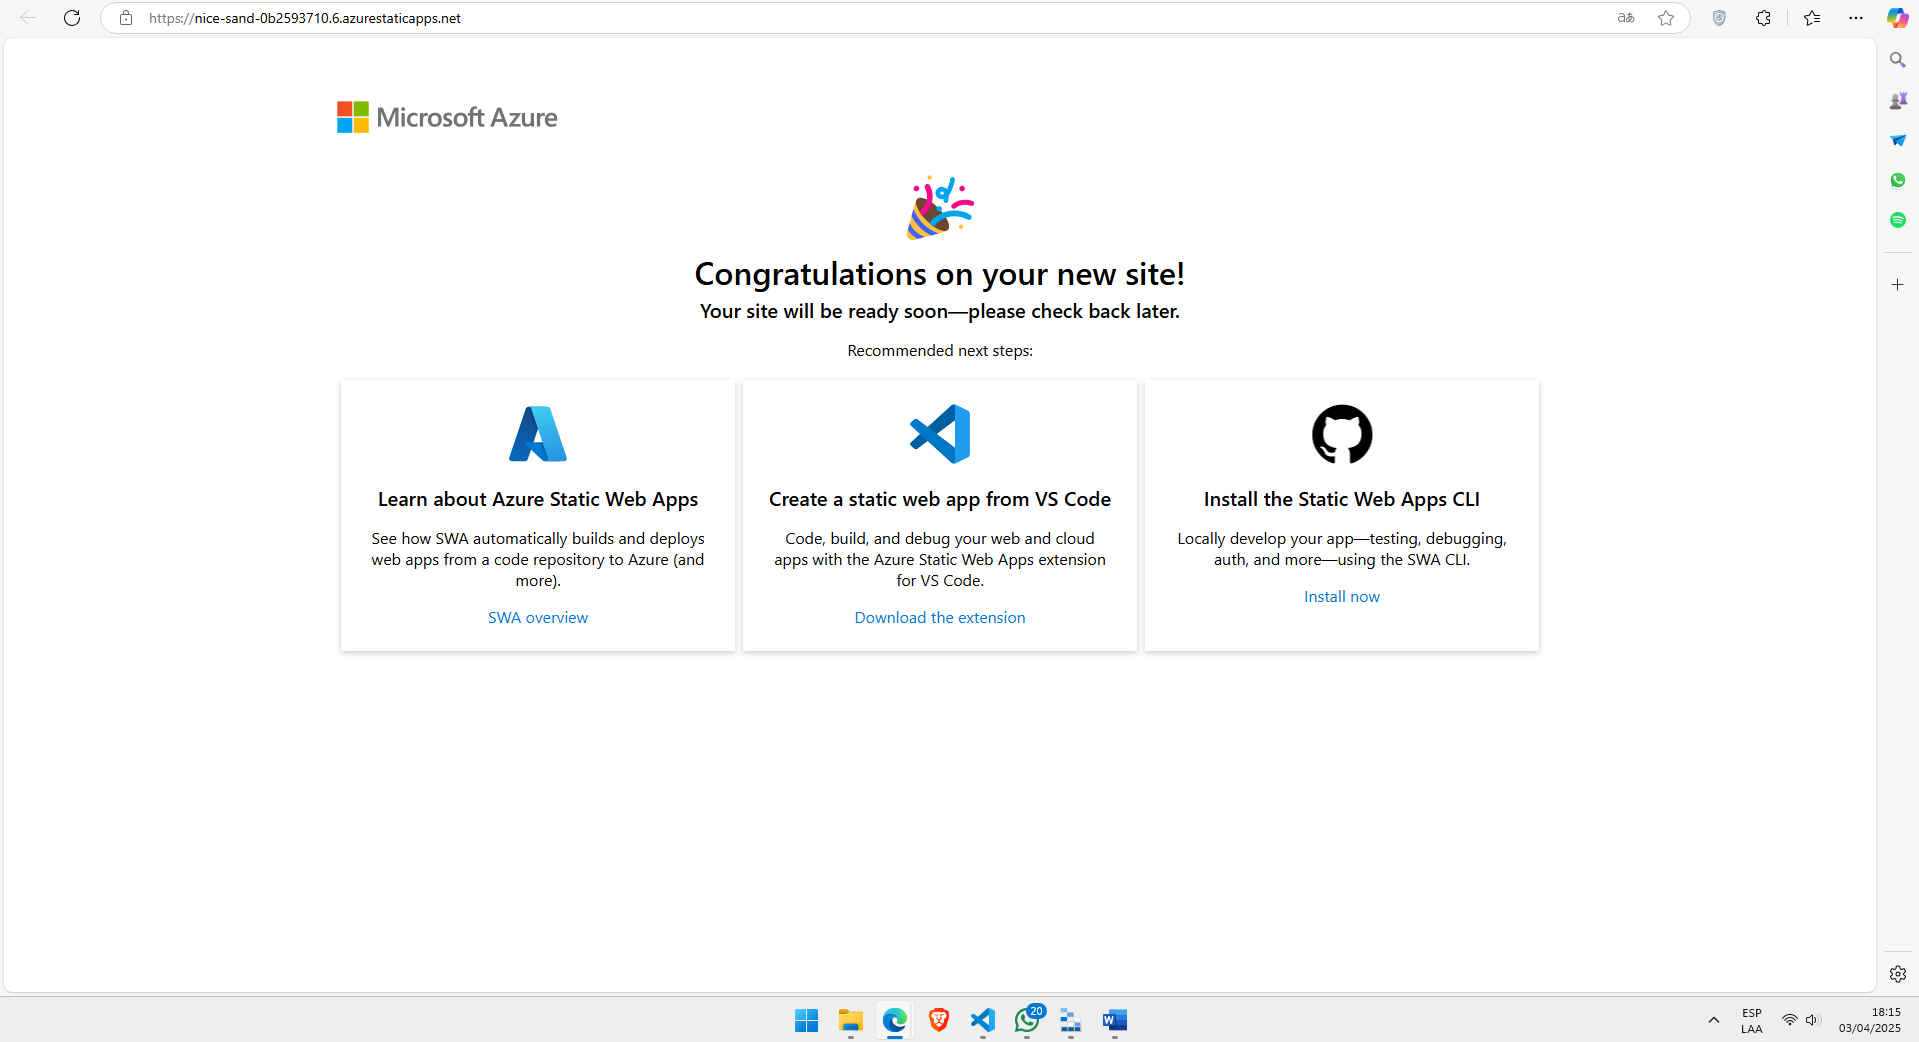 https://nice-sand-0b2593710.6.azurestaticapps.net
Microsoft Azure
Congratulations on your new site!
Your site will be ready soon—please check back later.
Recommended next steps:
Learn about Azure Static Web Apps
See how SWA automatically builds and deploys
web apps from a code repository to Azure (and
more).
SWA overview
Create a static web app from VS Code
Code, build, and debug your web and cloud
apps with the Azure Static Web Apps extension
for VS Code.
Download the extension
Install the Static Web Apps CLI
Locally develop your app—testing, debugging,
auth, and more—using the SWA CLI.
Install now
20
ESP
LAA
18:15
03/04/2025